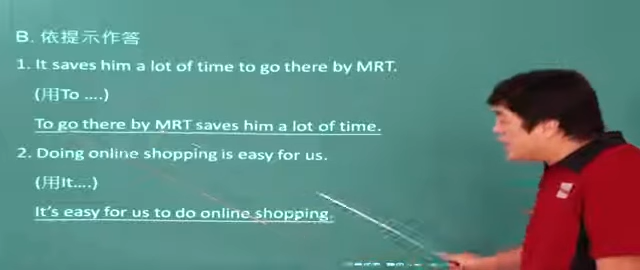 B. 依提示作答
1. It saves him a lot of time to go there by MRT.
(用To ....)
To go there by MRT saves him a lot of time.
2. Doing online shopping is easy for us.
(用It....)
It's easy for us to do online shopping.